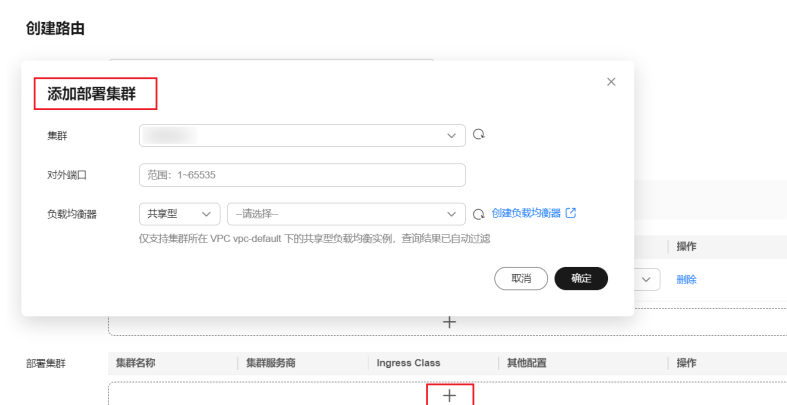 创建路由
添加部署集群
集群
对外端口 范围：1~65535
负载均衡器 共享型 --请选择-- 创建负载均衡器
仅支持集群所在 VPC vpc-default 下的共享型负载均衡实例，查询结果已自动过滤
操作
取消 确定
删除
部署集群 集群名称 集群服务商 Ingress Class 其他配置 操作